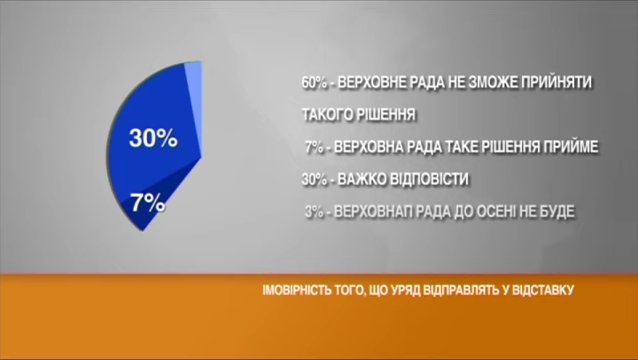 60% - ВЕРХОВНЕ РАДА НЕ ЗМОЖЕ ПРИЙНЯТИ
ТАКОГО РІШЕННЯ
7% - ВЕРХОВНА РАДА ТАКЕ РІШЕННЯ ПРИЙМЕ
30% - ВАЖКО ВІДПОВІСТИ
3% - ВЕРХОВНАП РАДА ДО ОСЕНІ НЕ БУДЕ
30%
7%
ІМОВІРНІСТЬ ТОГО, ЩО УРЯД ВІДПРАВЛЯТЬ У ВІДСТАВКУ